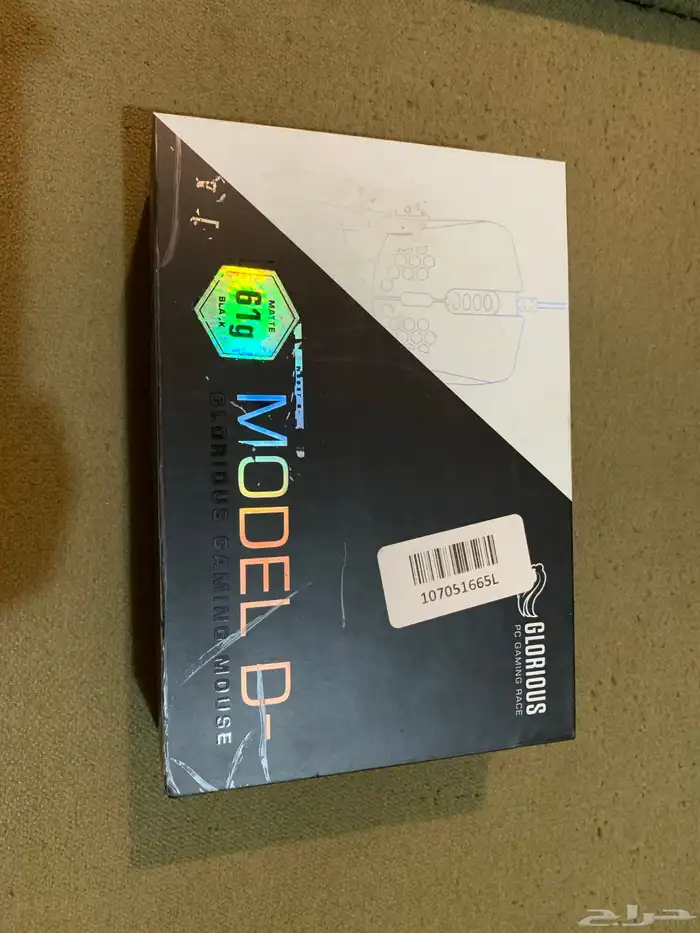 MATTE
61g
BLACK
MODEL D-
GLORIOUS GAMING MOUSE
107051665L
GLORIOUS
PC GAMING RACE
حراج